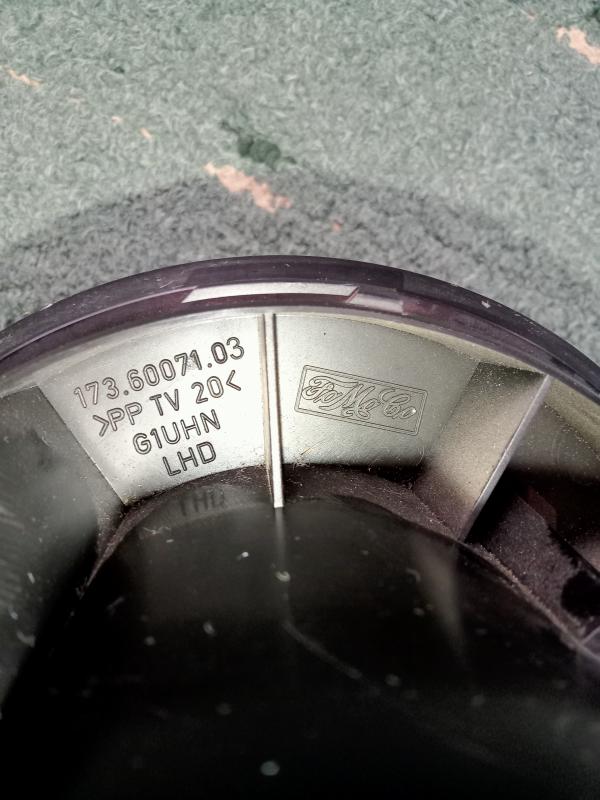 173.60071.03
>PP TV 20<
G1UHN
LHD
FoMoCo